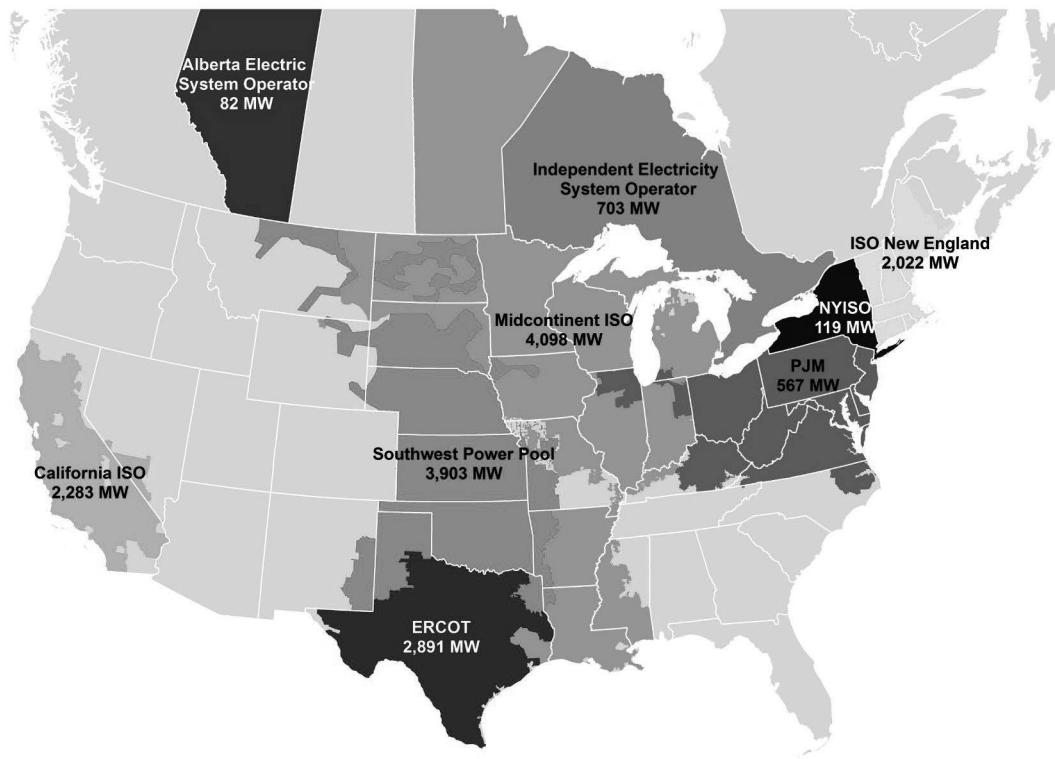 Alberta Electric
System Operator
82 MW
Independent Electricity
System Operator
703 MW
ISO New England
2,022 MW
Midcontinent ISO
4,098 MW
NYISO
119 MW
PJM
567 MW
Southwest Power Pool
3,903 MW
California ISO
2,283 MW
ERCOT
2,891 MW